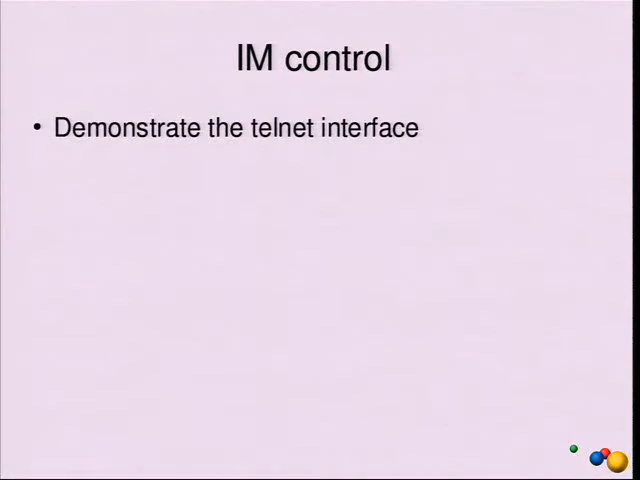 IM control
• Demonstrate the telnet interface